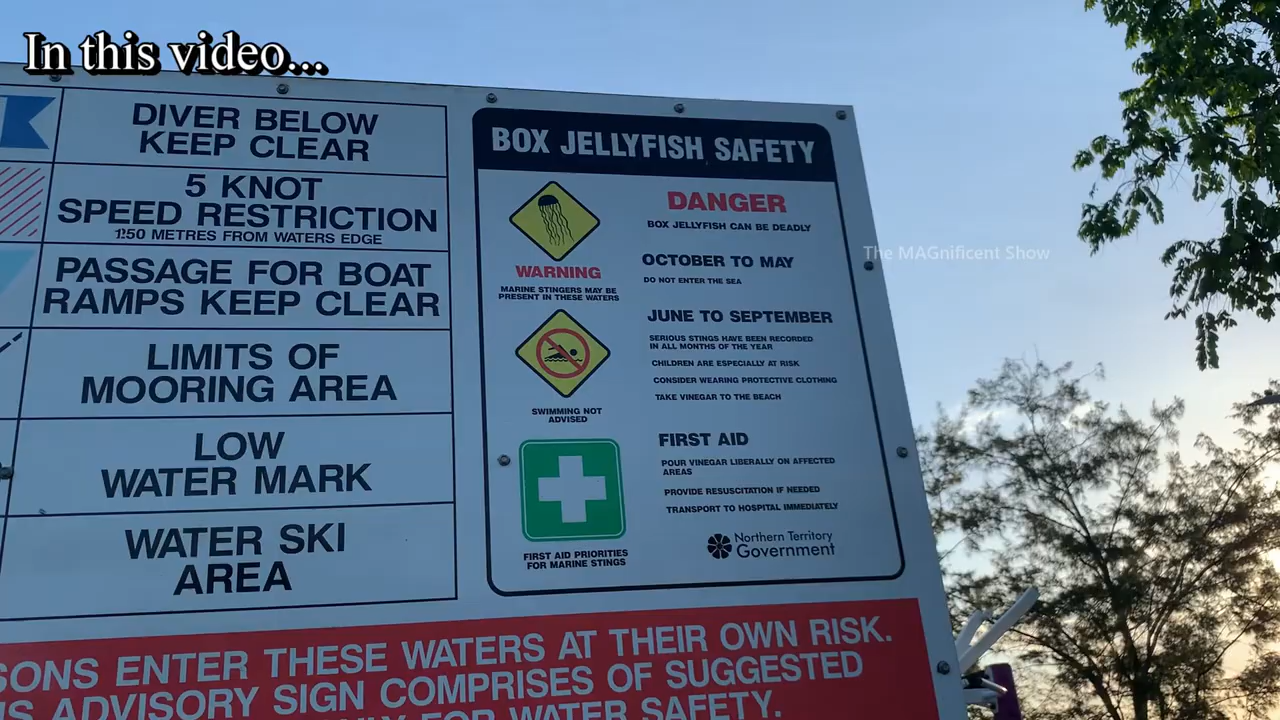 In this video...
DIVER BELOW
KEEP CLEAR
5 KNOT
SPEED RESTRICTION
150 METRES FROM WATERS EDGE
PASSAGE FOR BOAT
RAMPS KEEP CLEAR
LIMITS OF
MOORING AREA
LOW
WATER MARK
WATER SKI
AREA
BOX JELLYFISH SAFETY
WARNING
MARINE STINGERS MAY BE
PRESENT IN THESE WATERS
SWIMMING NOT
ADVISED
FIRST AID PRIORITIES
FOR MARINE STINGS
DANGER
BOX JELLYFISH CAN BE DEADLY
OCTOBER TO MAY
DO NOT ENTER THE SEA
JUNE TO SEPTEMBER
SERIOUS STINGS HAVE BEEN RECORDED
IN ALL MONTHS OF THE YEAR
CHILDREN ARE ESPECIALLY AT RISK
CONSIDER WEARING PROTECTIVE CLOTHING
TAKE VINEGAR TO THE BEACH
FIRST AID
POUR VINEGAR LIBERALLY ON AFFECTED
AREAS
PROVIDE RESUSCITATION IF NEEDED
TRANSPORT TO HOSPITAL IMMEDIATELY
Northern Territory
Government
The MAGnificent Show
ENTER THESE WATERS AT THEIR OWN RISK.
ADVISORY SIGN COMPRISES OF SUGGESTED
FOR WATER SAFETY.